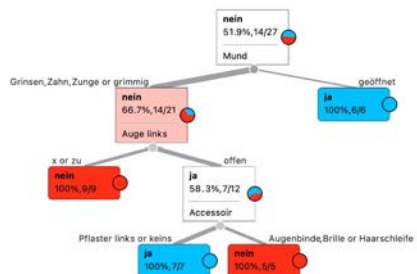 nein
51.9%,14/27
Mund
Grinsen,Zahn,Zunge or grimmig
geöffnet
nein
66.7%,14/21
Auge links
ja
100%,6/6
x or zu
offen
nein
100%,9/9
ja
58.3%,7/12
Accessoir
Pflaster links or keins
Augenbinde,Brille or Haarschleife
ja
100%,7/7
nein
100%,5/5